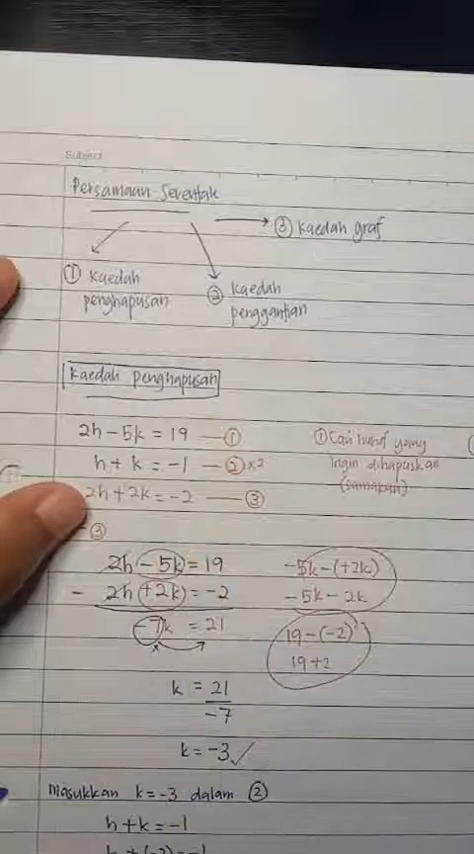 Subject
Persamaan Serentak
③ Kaedah graf
① Kaedah penghapusan
② Kaedah penggantian
Kaedah Penghapusan
2h - 5k = 19 — ①
h + k = -1 — ② ×2
2h + 2k = -2 — ③
① Cari huruf yang
ingin dihapuskan
(samakan)
③
2h - 5k = 19
- 2h + 2k = -2
-7k = 21
-5k - (+2k)
-5k - 2k
19 - (-2)
19 + 2
k = 21
-7
k = -3 ✓
Masukkan k = -3 dalam ②
h + k = -1
h + (-3) = -1